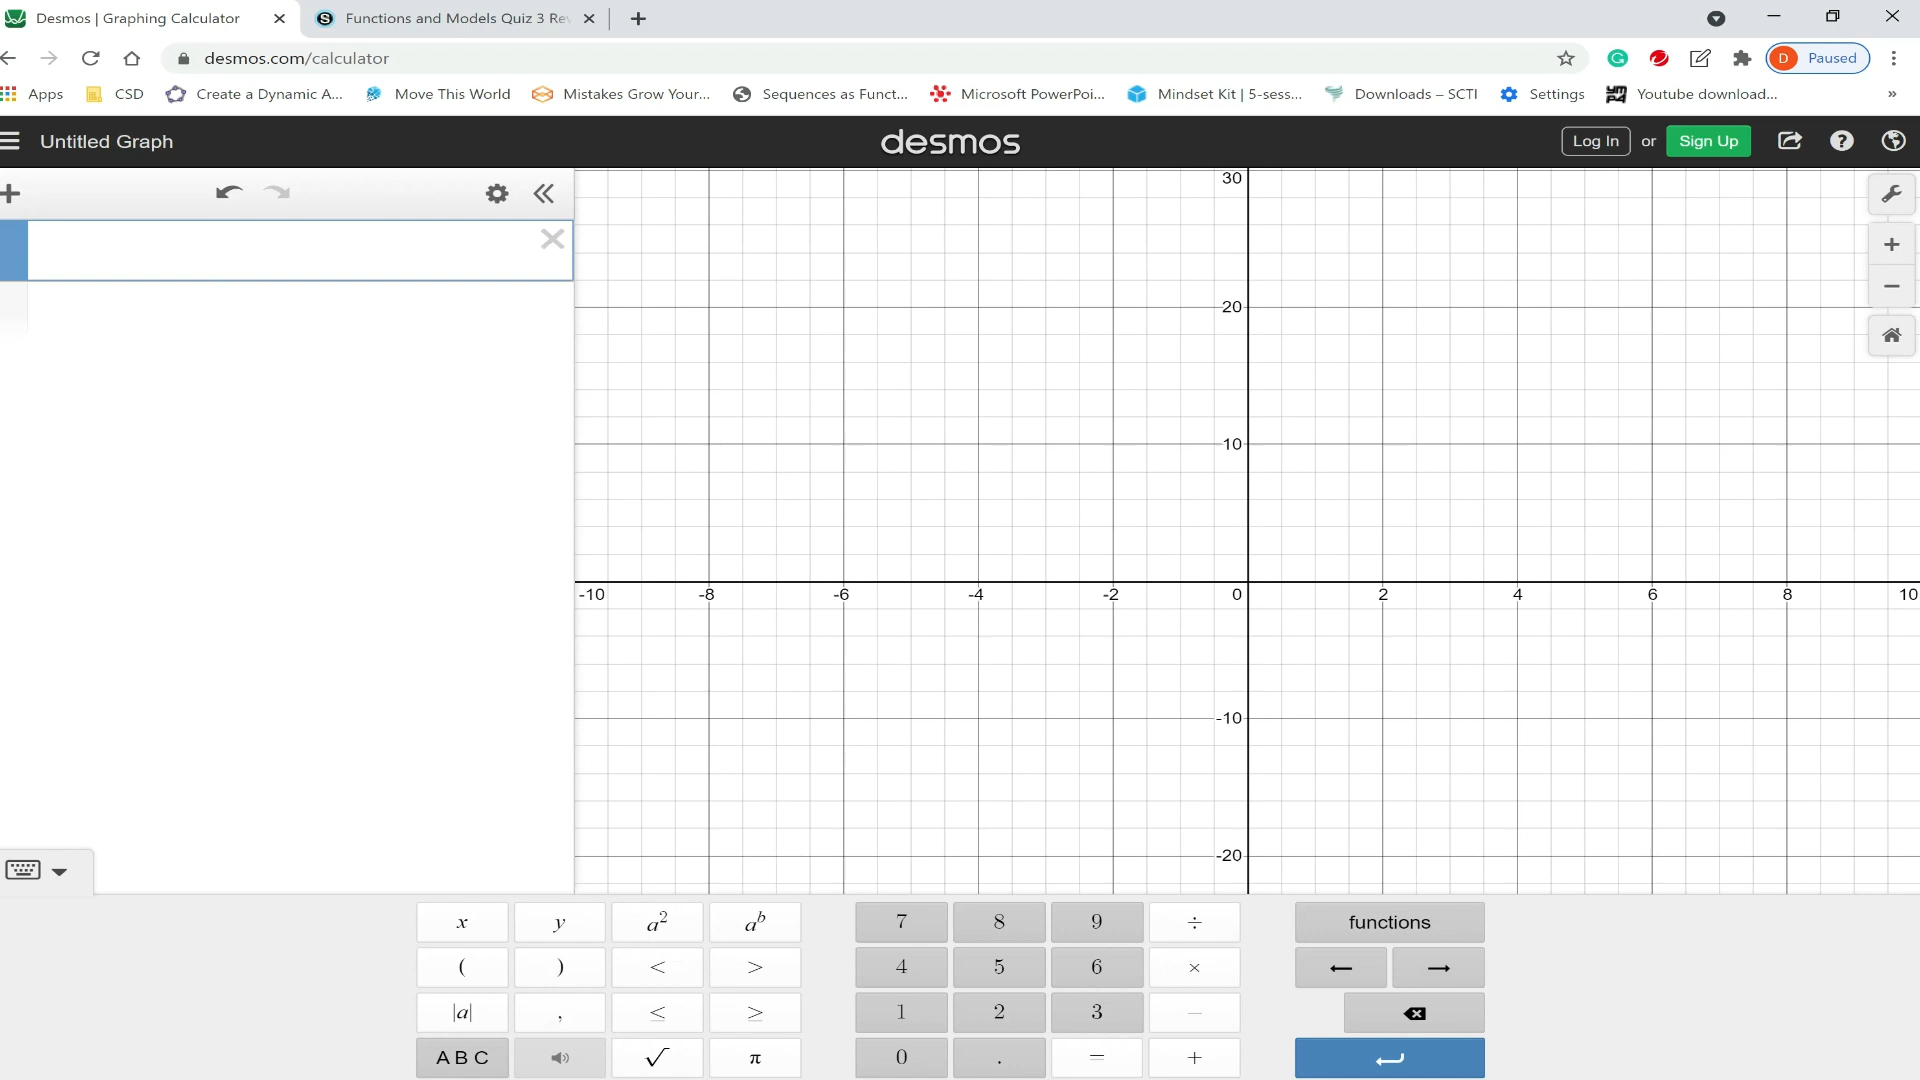 Desmos | Graphing Calculator
Functions and Models Quiz 3 Re
desmos.com/calculator
D Paused
Apps CSD Create a Dynamic A... Move This World Mistakes Grow Your... Sequences as Funct... Microsoft PowerPoi... Mindset Kit | 5-sess... Downloads – SCTI Settings Youtube download... »
Untitled Graph
desmos
Log In or Sign Up
30
20
10
-10 -8 -6 -4 -2 0 2 4 6 8 10
-10
-20
x y a² aᵇ 7 8 9 ÷ functions
( ) < > 4 5 6 × ← →
|a| , ≤ ≥ 1 2 3 −
A B C √ π 0 . = +